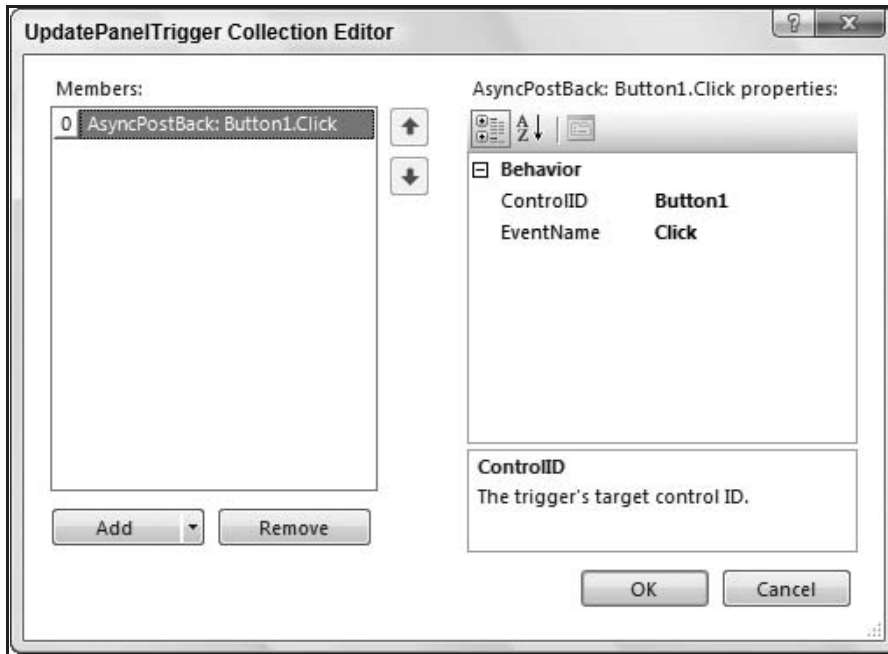 UpdatePanelTrigger Collection Editor
Members:
0 AsyncPostBack: Button1.Click
Add
Remove
AsyncPostBack: Button1.Click properties:
Behavior
ControlID Button1
EventName Click
ControlID
The trigger's target control ID.
OK
Cancel